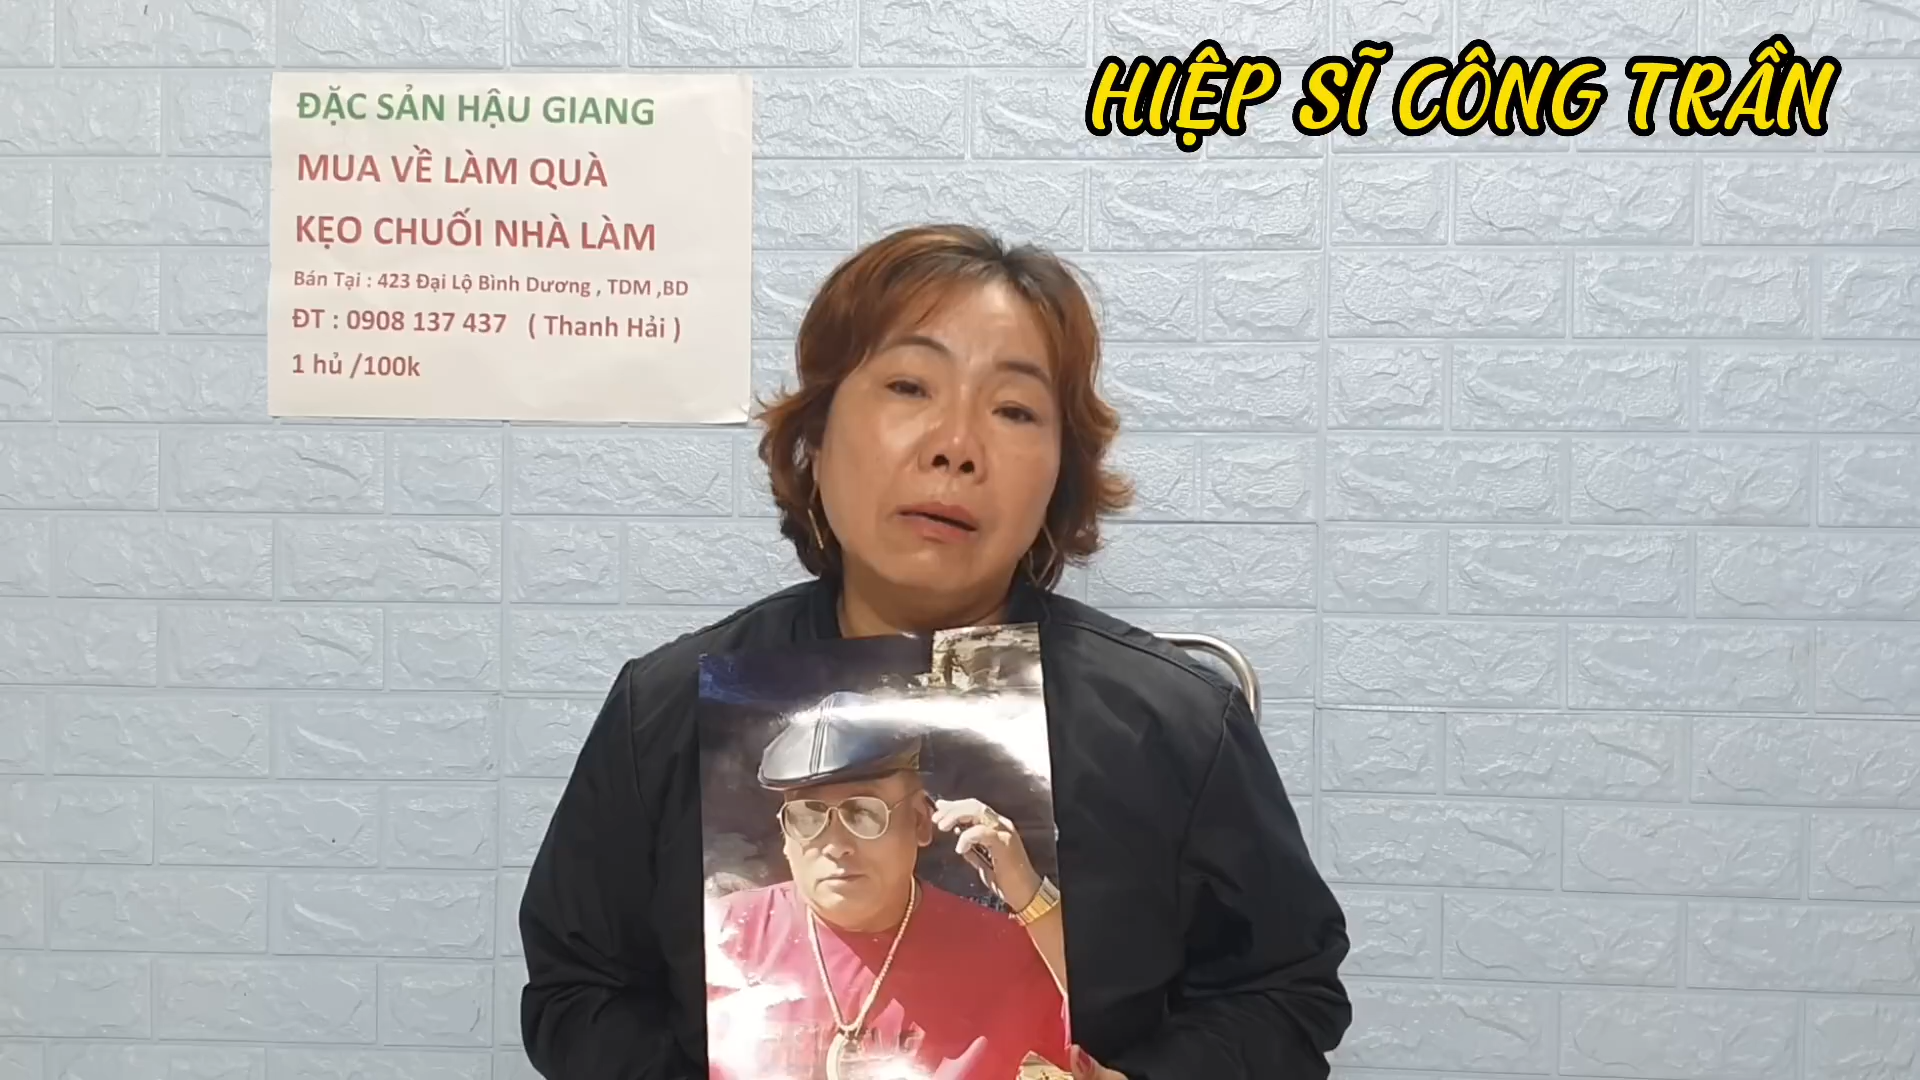 HIỆP SĨ CÔNG TRẦN
ĐẶC SẢN HẬU GIANG
MUA VỀ LÀM QUÀ
KẸO CHUỐI NHÀ LÀM
Bán Tại : 423 Đại Lộ Bình Dương , TDM ,BD
ĐT : 0908 137 437 ( Thanh Hải )
1 hủ /100k